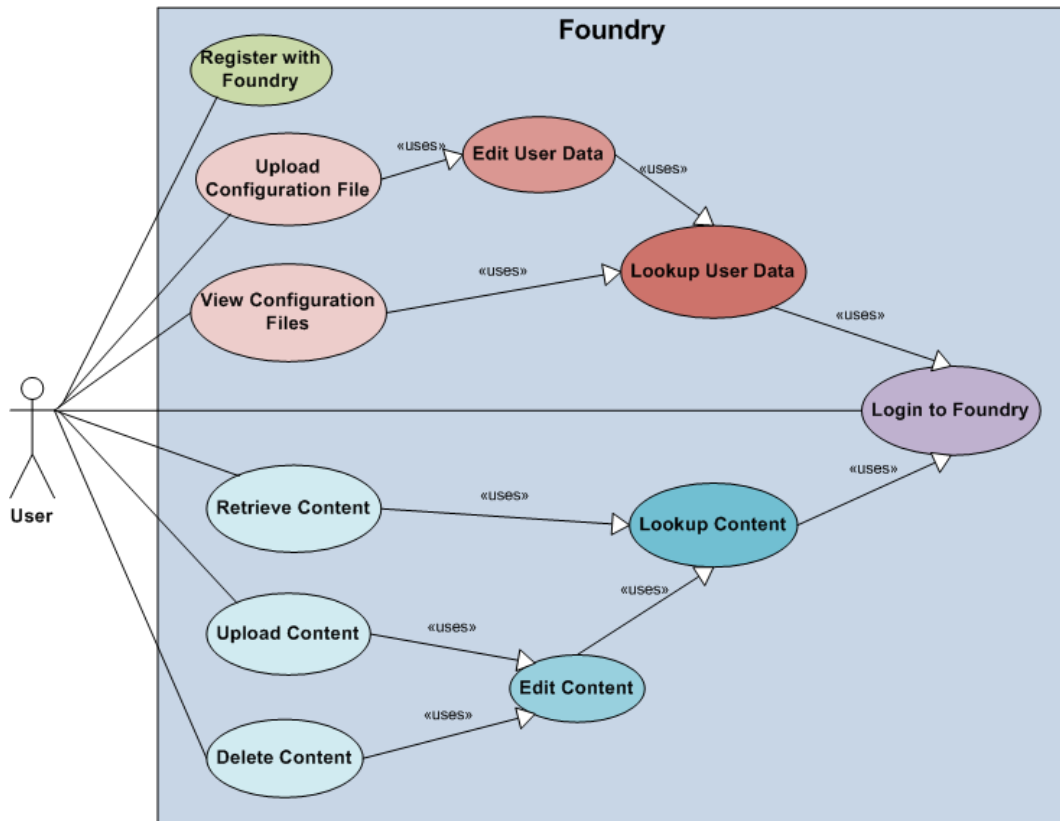 Foundry
Register with
Foundry
Upload
Configuration File
«uses»
Edit User Data
«uses»
View Configuration
Files
«uses»
Lookup User Data
«uses»
Login to Foundry
User
Retrieve Content
«uses»
Lookup Content
«uses»
Upload Content
«uses»
«uses»
Edit Content
Delete Content
«uses»